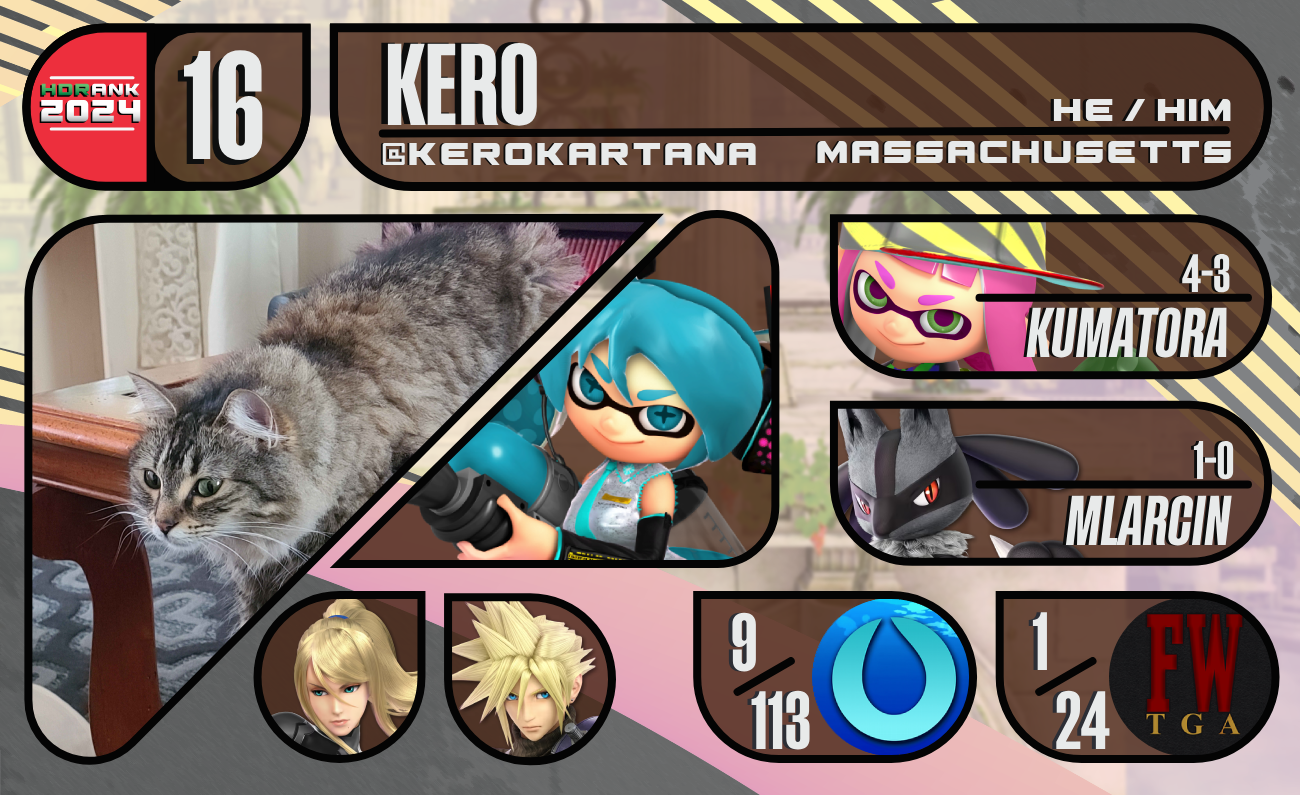 HDRANK
2024
16
KERO
HE / HIM
@KEROKARTANA
MASSACHUSETTS
4-3
KUMATORA
1-0
MLARCIN
9
113
1
24
FW
TGA